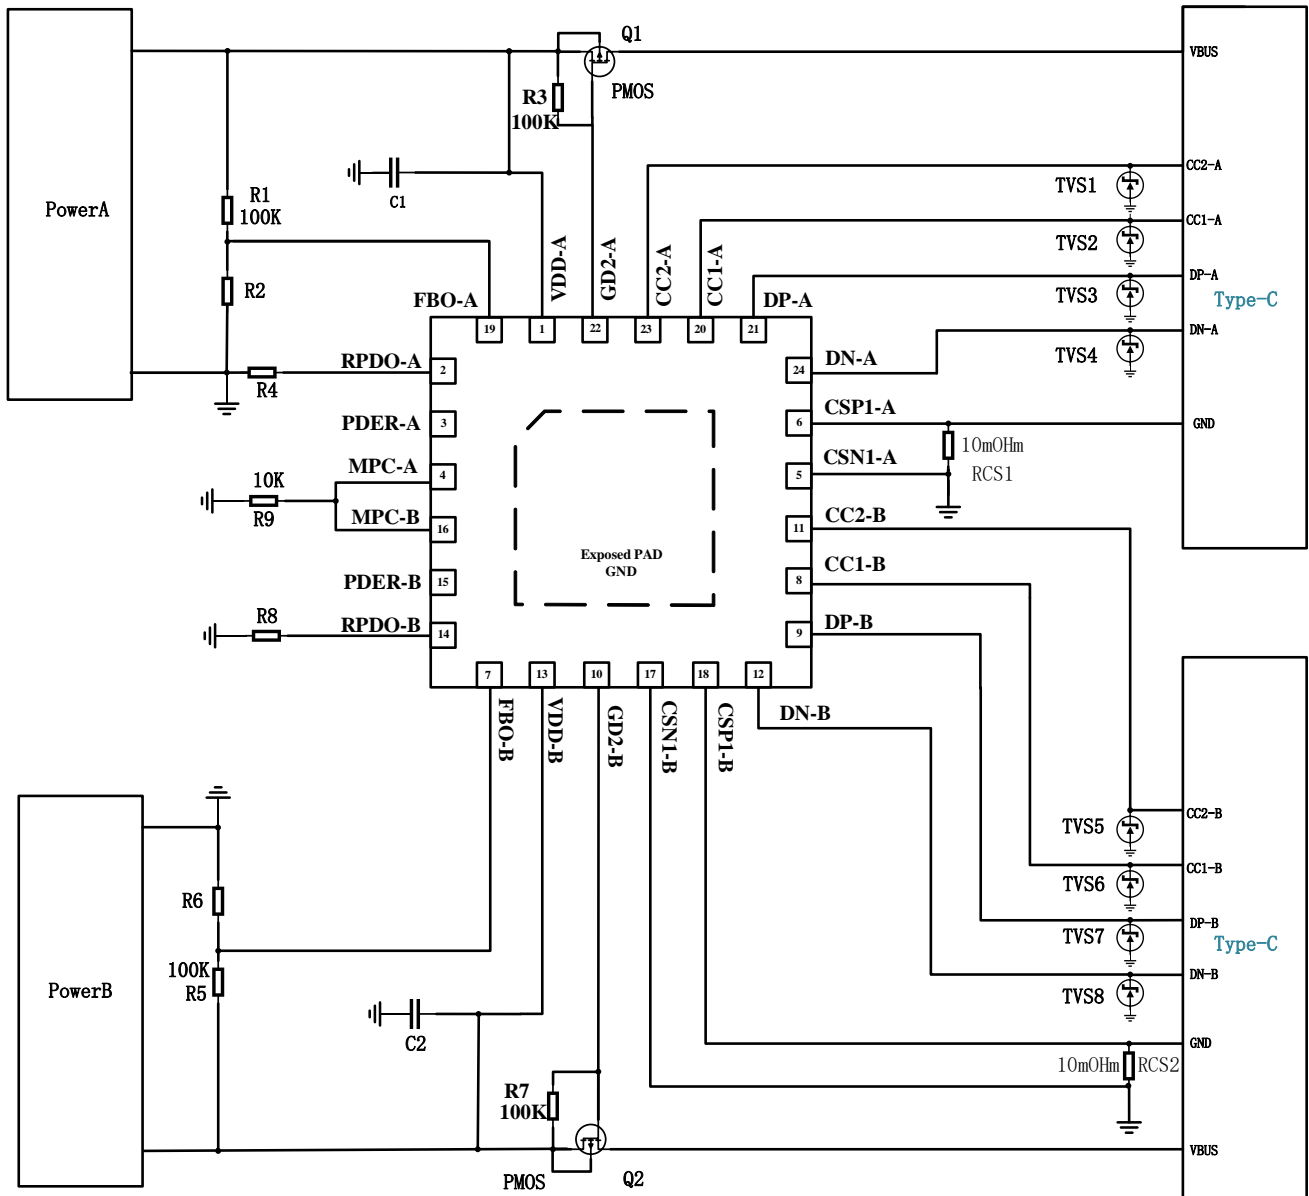 Q1
VBUS
PMOS
R3
100K
CC2-A
TVS1
C1
PowerA
R1
100K
CC1-A
TVS2
VDD-A
GD2-A
CC2-A
CC1-A
DP-A
TVS3
Type-C
R2
FBO-A
DP-A
DN-A
TVS4
19
1
22
23
20
21
RPDO-A
2
24
DN-A
R4
PDER-A
3
6
CSP1-A
GND
10mOHm
RCS1
MPC-A
4
5
CSN1-A
10K
R9
MPC-B
16
11
CC2-B
Exposed PAD
GND
PDER-B
15
8
CC1-B
R8
RPDO-B
14
9
DP-B
7
13
10
17
18
12
FBO-B
VDD-B
GD2-B
CSN1-B
CSP1-B
DN-B
CC2-B
TVS5
CC1-B
TVS6
R6
DP-B
TVS7
Type-C
100K
R5
PowerB
DN-B
TVS8
C2
GND
10mOHm
RCS2
R7
100K
VBUS
PMOS
Q2